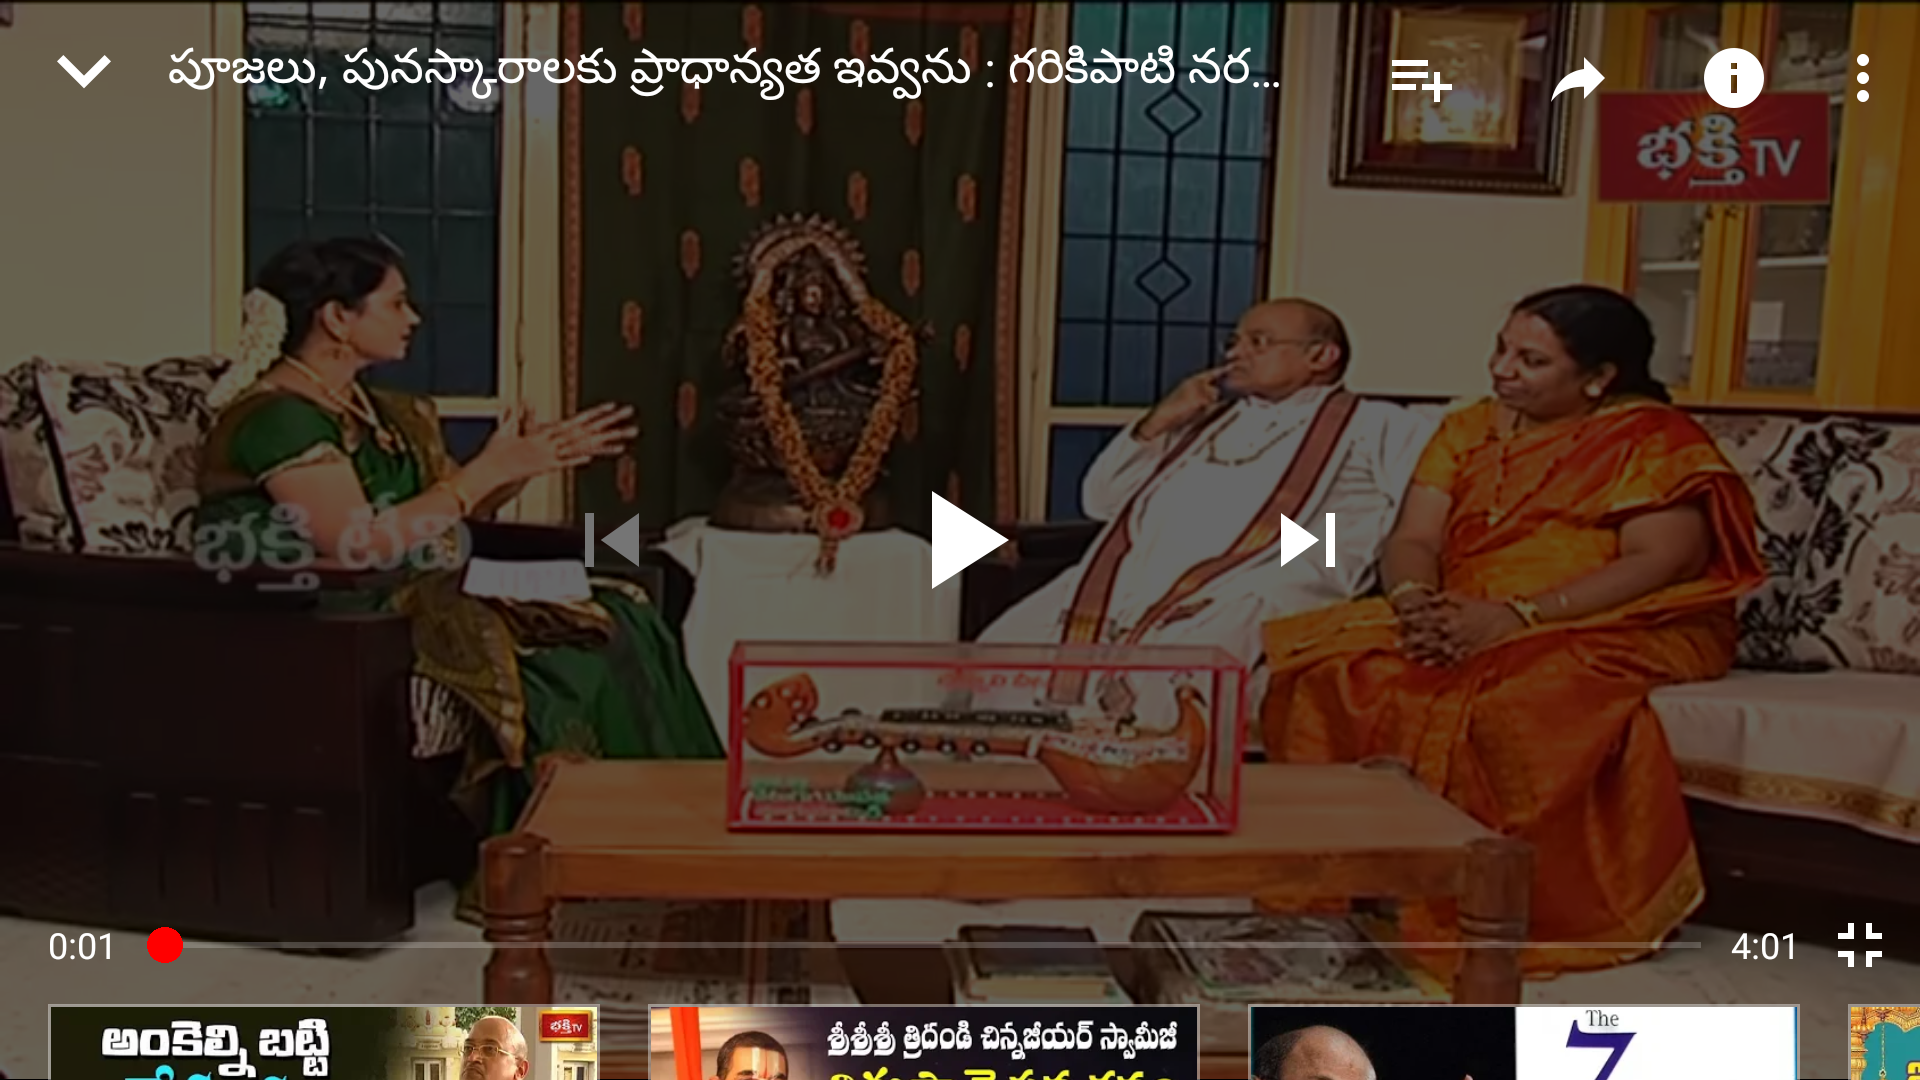 పూజలు, పునస్కారాలకు ప్రాధాన్యత ఇవ్వను : గరికిపాటి నర...
భక్తి TV
భక్తి టీవి
0:01
4:01
అంకెల్ని బట్టి
భక్తి TV
శ్రీశ్రీశ్రీ త్రిదండి చిన్నజీయర్ స్వామీజీ
The
7